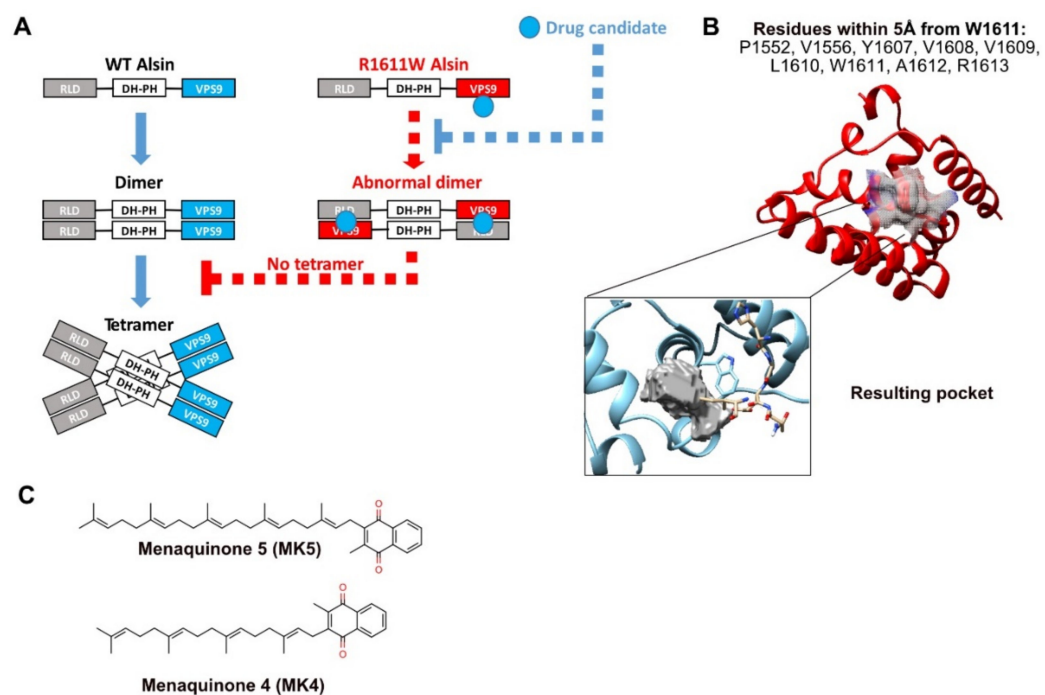 A
Drug candidate
WT Alsin
R1611W Alsin
RLD DH-PH VPS9
RLD DH-PH VPS9
Dimer
Abnormal dimer
RLD DH-PH VPS9
RLD DH-PH VPS9
RLD DH-PH VPS9
VPS9 DH-PH RLD
No tetramer
Tetramer
RLD
RLD
DH-PH
VPS9
VPS9
RLD
RLD
DH-PH
VPS9
VPS9
B
Residues within 5Å from W1611:
P1552, V1556, Y1607, V1608, V1609,
L1610, W1611, A1612, R1613
Resulting pocket
C
O
O
Menaquinone 5 (MK5)
O
O
Menaquinone 4 (MK4)